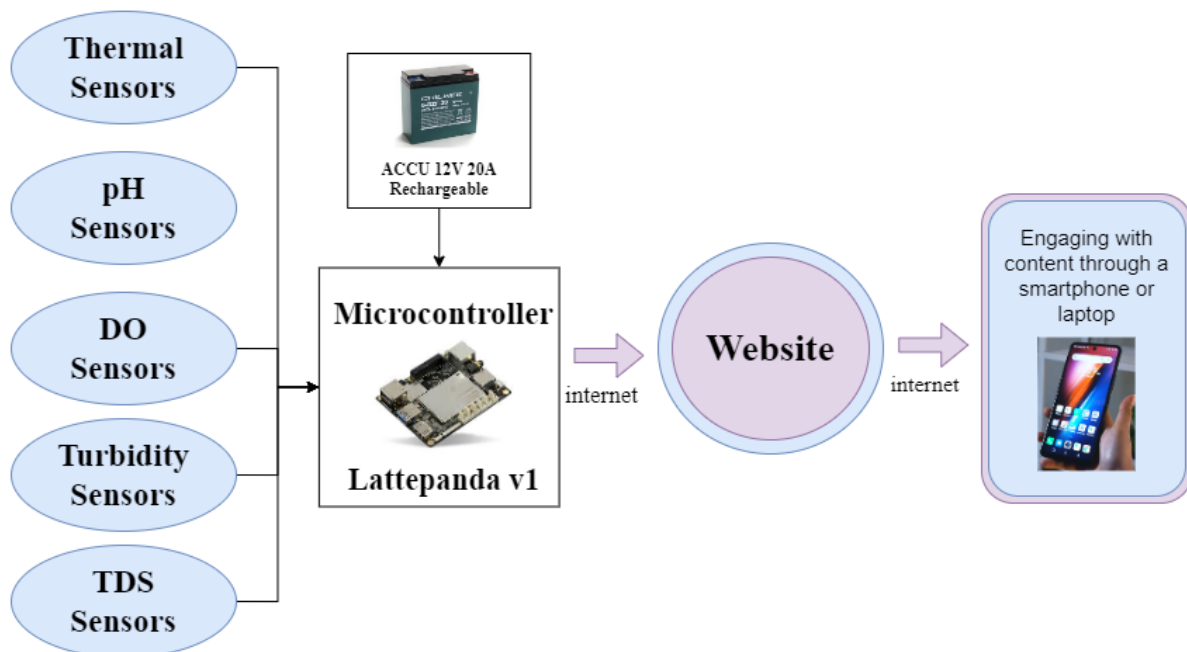 Thermal
Sensors
pH
Sensors
DO
Sensors
Turbidity
Sensors
TDS
Sensors
ACCU 12V 20A
Rechargeable
Microcontroller
Lattepanda v1
internet
Website
internet
Engaging with
content through a
smartphone or
laptop